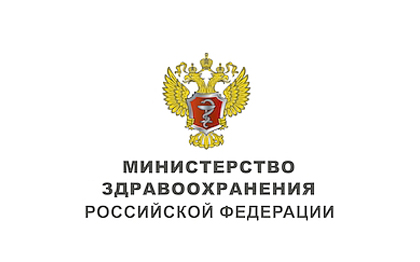 МИНИСТЕРСТВО
ЗДРАВООХРАНЕНИЯ
РОССИЙСКОЙ ФЕДЕРАЦИИ